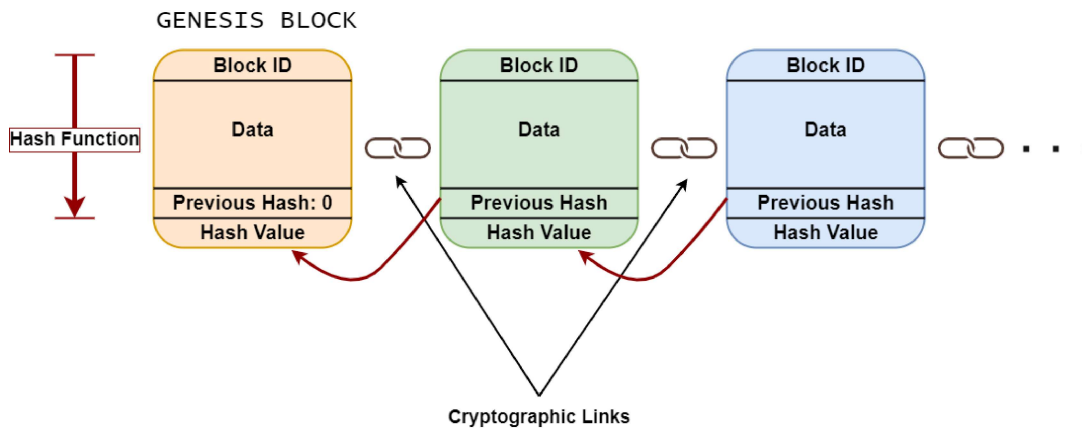 GENESIS BLOCK
Hash Function
Block ID
Data
Previous Hash: 0
Hash Value
Block ID
Data
Previous Hash
Hash Value
Block ID
Data
Previous Hash
Hash Value
Cryptographic Links